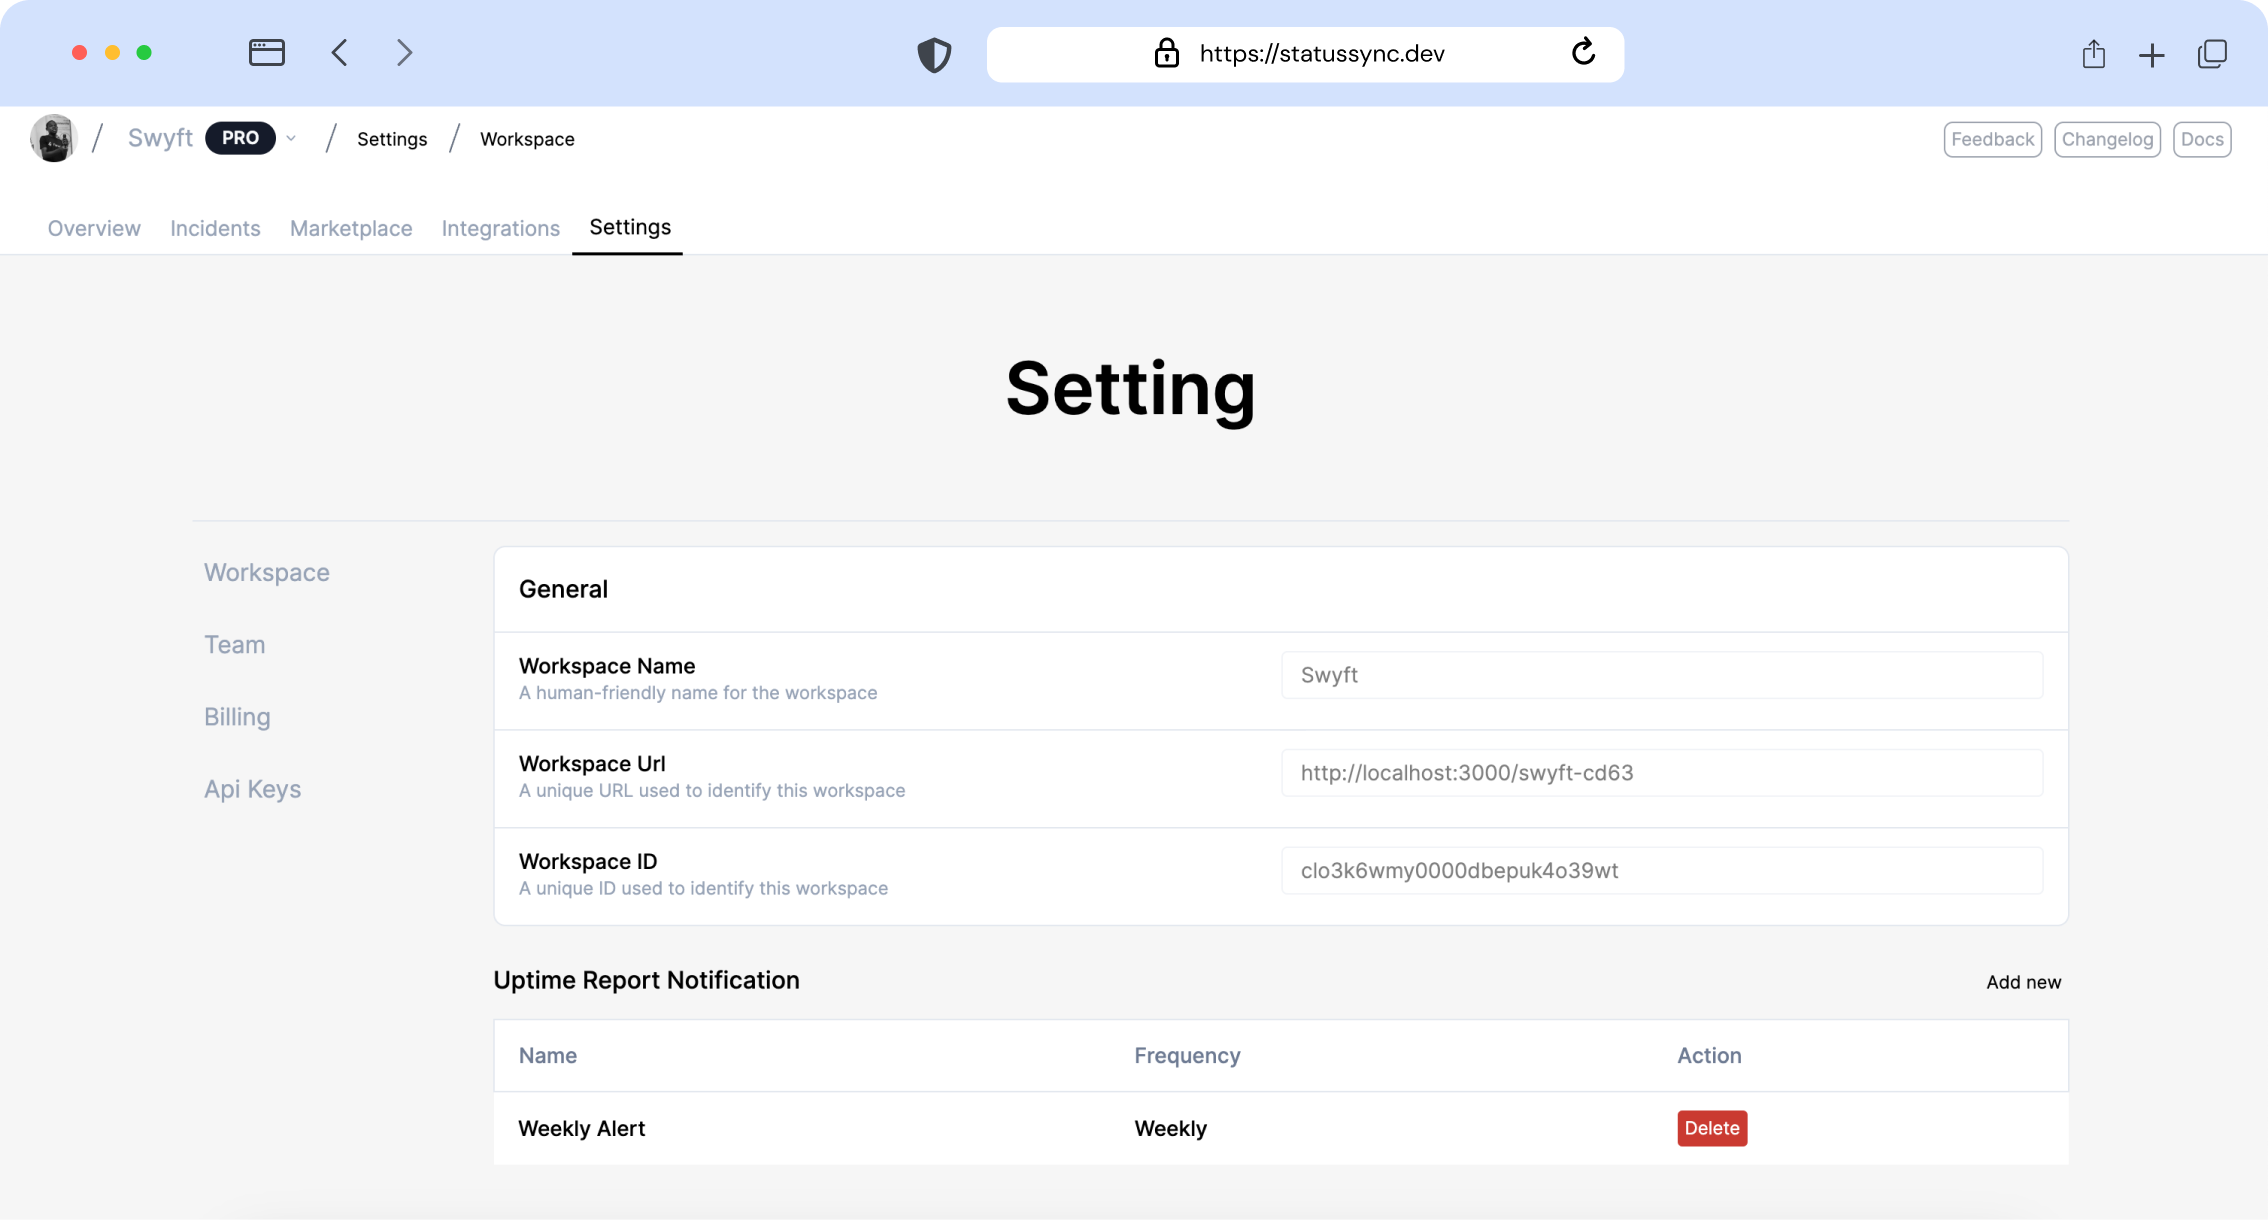 https://statussync.dev
/ Swyft PRO / Settings / Workspace Feedback Changelog Docs
Overview Incidents Marketplace Integrations Settings
Setting
Workspace
Team
Billing
Api Keys
General
Workspace Name
A human-friendly name for the workspace
Swyft
Workspace Url
A unique URL used to identify this workspace
http://localhost:3000/swyft-cd63
Workspace ID
A unique ID used to identify this workspace
clo3k6wmy0000dbepuk4o39wt
Uptime Report Notification Add new
Name Frequency Action
Weekly Alert Weekly Delete